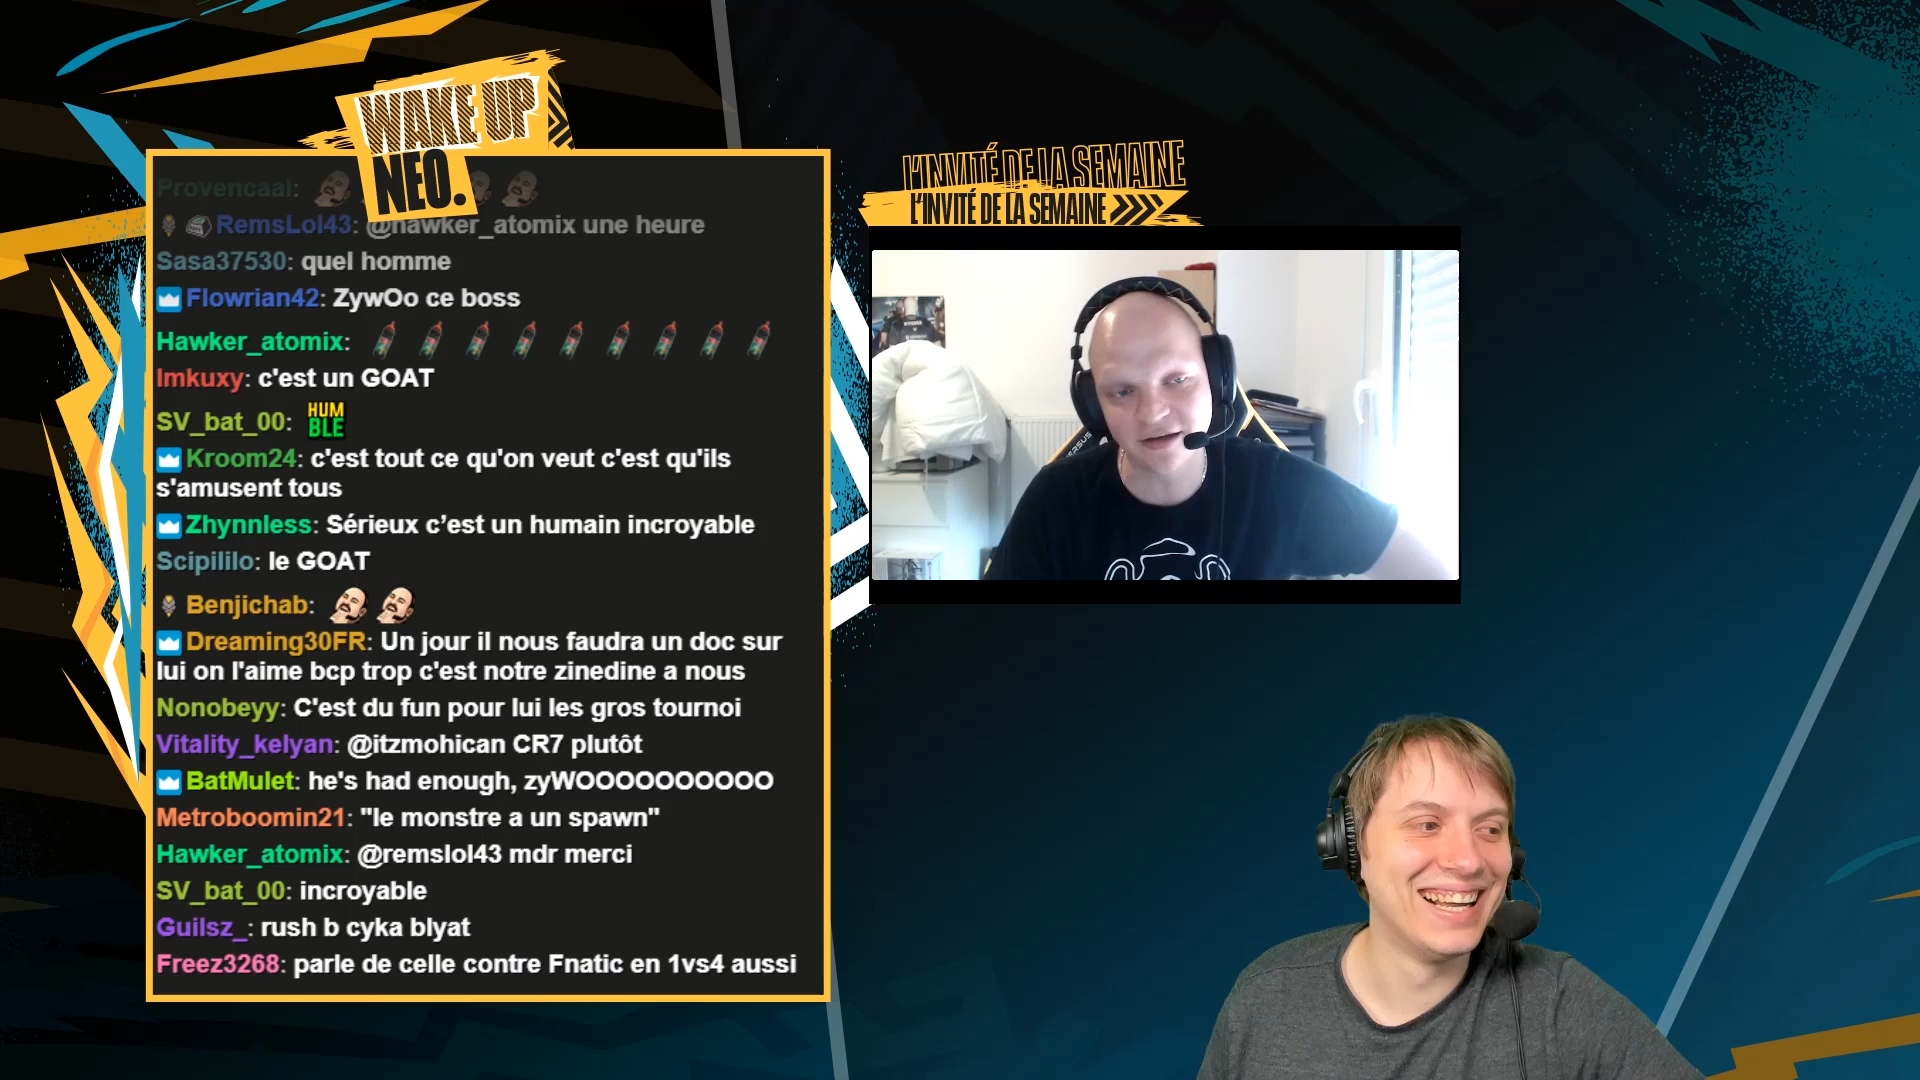 WAKE UP
NEO.
Provencaal:
RemsLol43: @hawker_atomix une heure
Sasa37530: quel homme
Flowrian42: ZywOo ce boss
Hawker_atomix:
Imkuxy: c'est un GOAT
SV_bat_00: HUM
BLE
Kroom24: c'est tout ce qu'on veut c'est qu'ils
s'amusent tous
Zhynnless: Sérieux c’est un humain incroyable
Scipililo: le GOAT
Benjichab:
Dreaming30FR: Un jour il nous faudra un doc sur
lui on l'aime bcp trop c'est notre zinedine a nous
Nonobeyy: C'est du fun pour lui les gros tournoi
Vitality_kelyan: @itzmohican CR7 plutôt
BatMulet: he's had enough, zyWOOOOOOOOOO
Metroboomin21: "le monstre a un spawn"
Hawker_atomix: @remslol43 mdr merci
SV_bat_00: incroyable
Guilsz_: rush b cyka blyat
Freez3268: parle de celle contre Fnatic en 1vs4 aussi
L'INVITÉ DE LA SEMAINE
L'INVITÉ DE LA SEMAINE